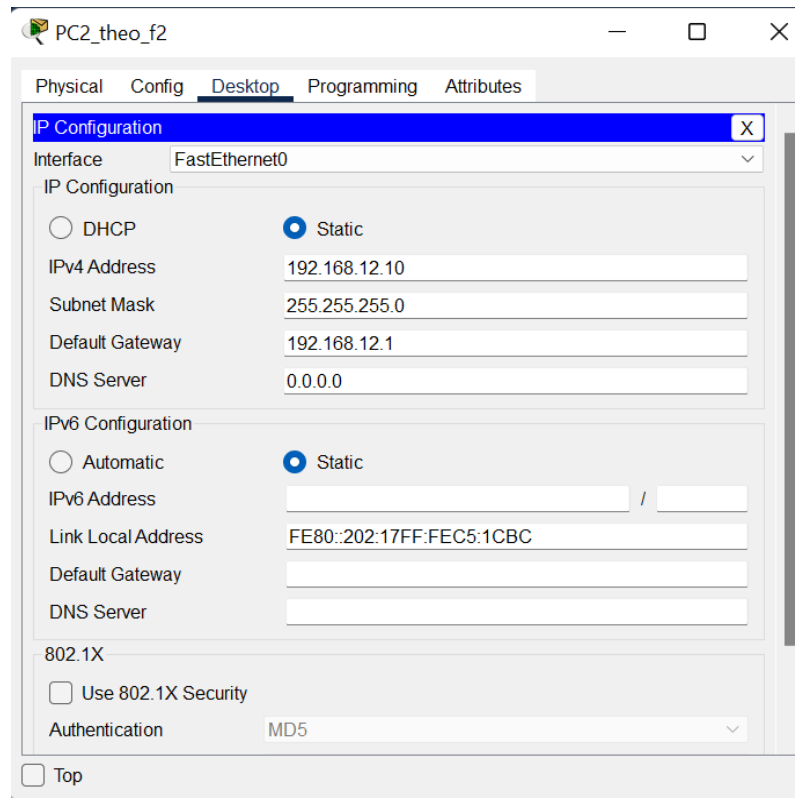 PC2_theo_f2
Physical Config Desktop Programming Attributes
IP Configuration X
Interface FastEthernet0
IP Configuration
DHCP Static
IPv4 Address 192.168.12.10
Subnet Mask 255.255.255.0
Default Gateway 192.168.12.1
DNS Server 0.0.0.0
IPv6 Configuration
Automatic Static
IPv6 Address /
Link Local Address FE80::202:17FF:FEC5:1CBC
Default Gateway
DNS Server
802.1X
Use 802.1X Security
Authentication MD5
Top